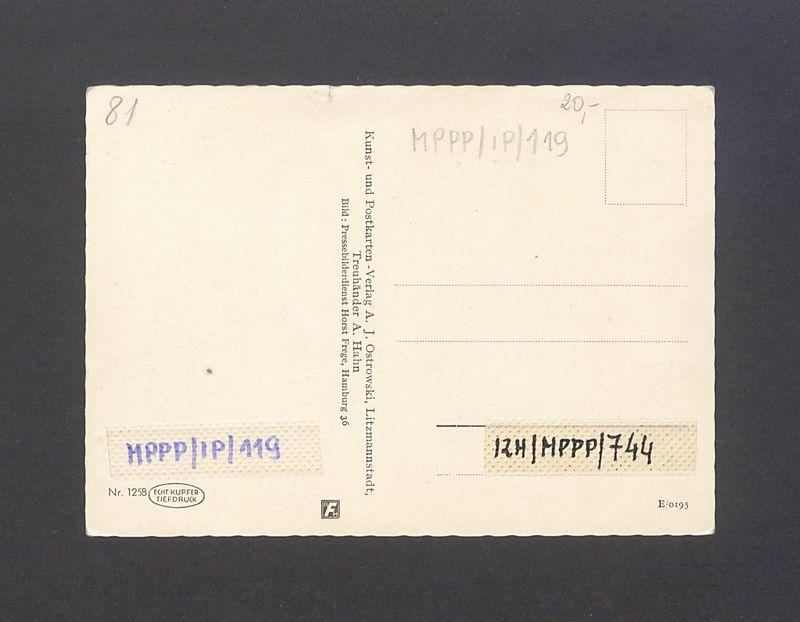 81
20,-
MPPP/IP/119
Kunst- und Postkarten-Verlag A. J. Ostrowski, Litzmannstadt,
Treuhänder A. Hahn
Bild: Pressebilderdienst Horst Frege, Hamburg 36
MPPP/IP/119
12H/MPPP/744
Nr. 1258
ECHT KUPFER
TIEFDRUCK
F
E/0195